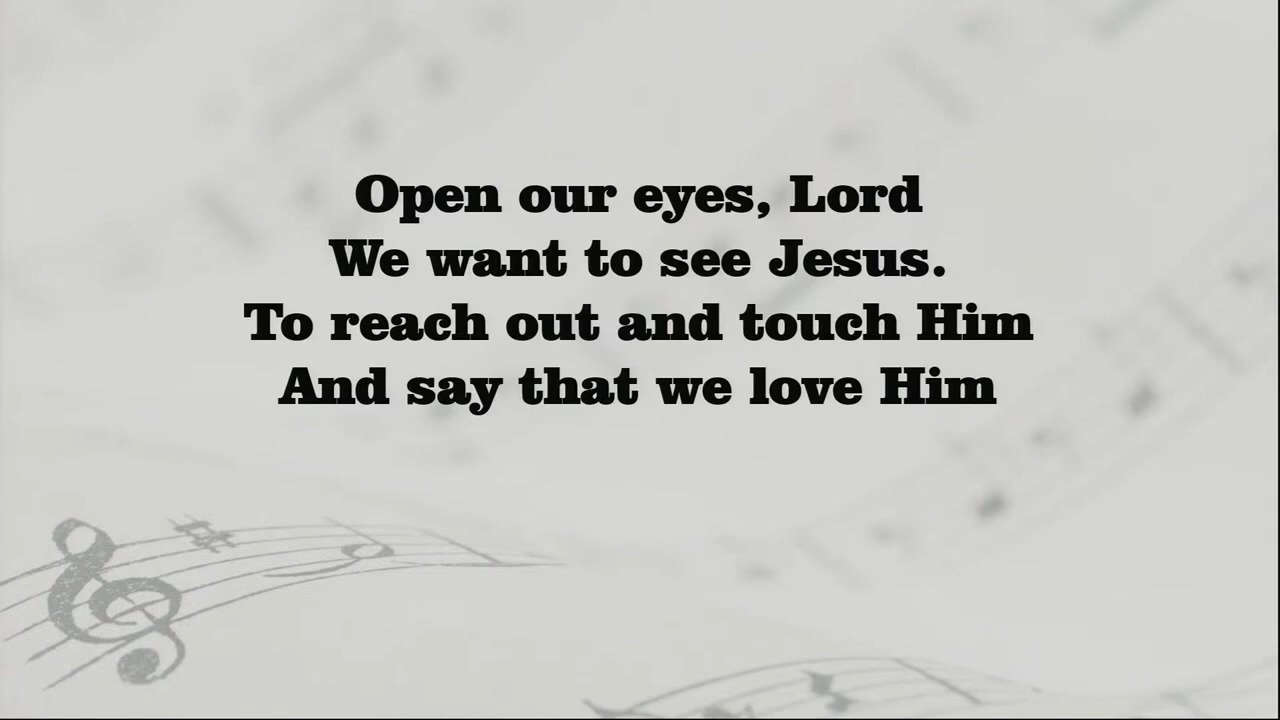 Open our eyes, Lord
We want to see Jesus.
To reach out and touch Him
And say that we love Him